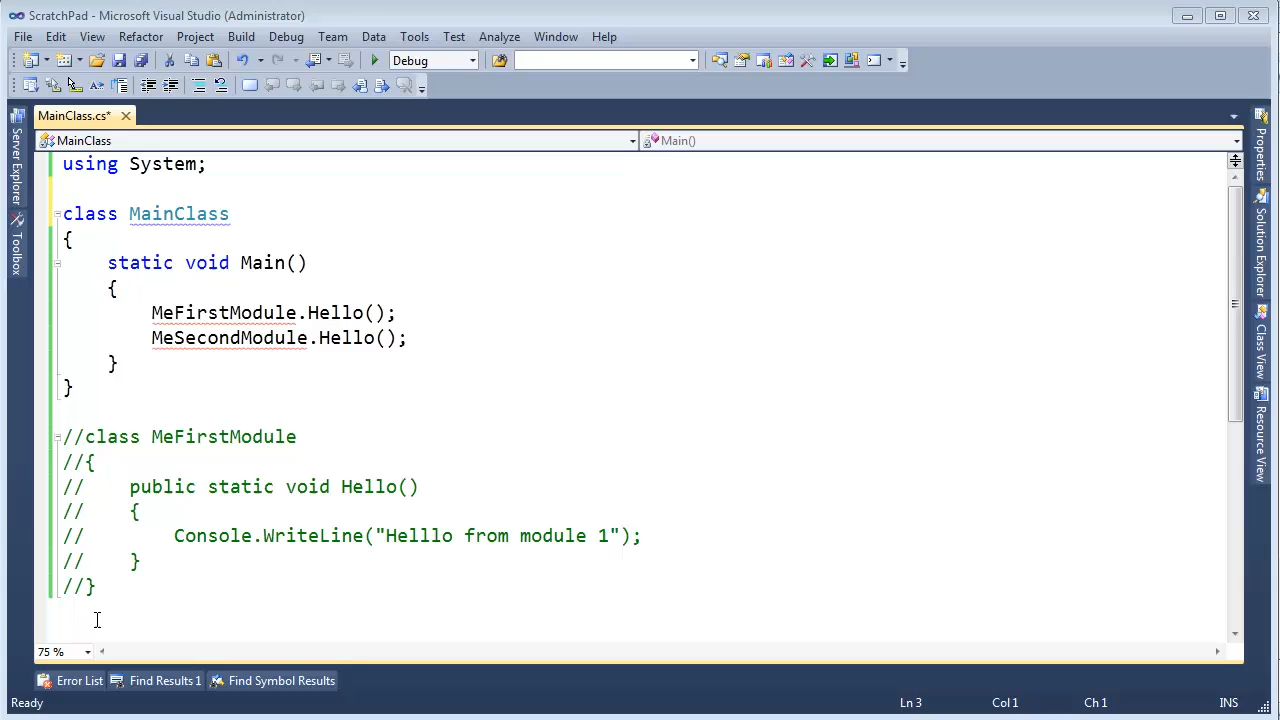 ScratchPad - Microsoft Visual Studio (Administrator)
File Edit View Refactor Project Build Debug Team Data Tools Test Analyze Window Help
Debug
MainClass.cs*
MainClass Main()
Server Explorer
Toolbox
using System;
class MainClass
{
static void Main()
{
MeFirstModule.Hello();
MeSecondModule.Hello();
}
}
//class MeFirstModule
//{
// public static void Hello()
// {
// Console.WriteLine("Helllo from module 1");
// }
//}
Properties
Solution Explorer
Class View
Resource View
75 %
Error List Find Results 1 Find Symbol Results
Ready Ln 3 Col 1 Ch 1 INS